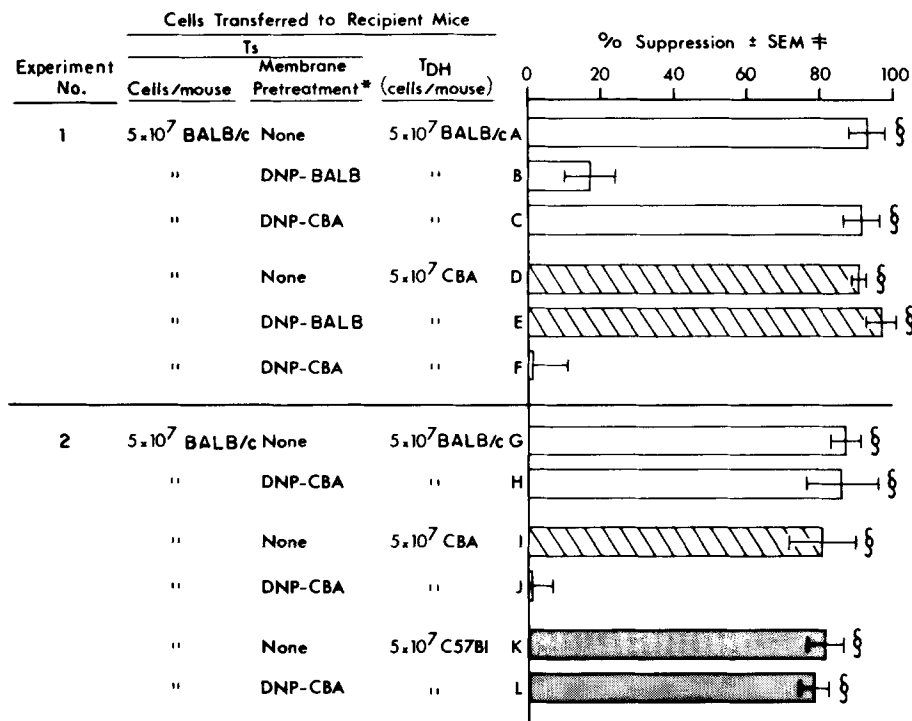 Cells Transferred to Recipient Mice
Ts
% Suppression ± SEM ‡
Experiment No.
Cells/mouse
Membrane Pretreatment*
TDH (cells/mouse)
0 20 40 60 80 100
1 5×10⁷ BALB/c None 5×10⁷ BALB/c A §
" DNP-BALB " B
" DNP-CBA " C §
" None 5×10⁷ CBA D §
" DNP-BALB " E §
" DNP-CBA " F
2 5×10⁷ BALB/c None 5×10⁷ BALB/c G §
" DNP-CBA " H §
" None 5×10⁷ CBA I §
" DNP-CBA " J
" None 5×10⁷ C57Bl K §
" DNP-CBA " L §